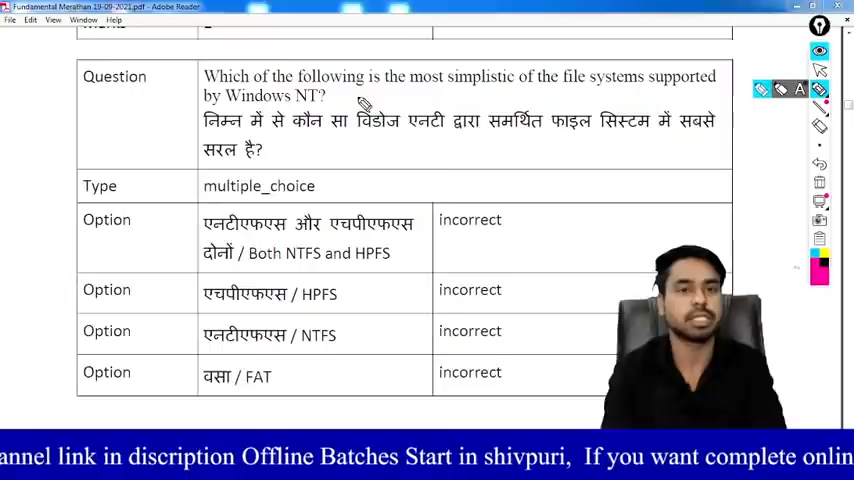 Fundamental Merathan 19-09-2021.pdf - Adobe Reader
File Edit View Window Help
Question
Which of the following is the most simplistic of the file systems supported
by Windows NT?
निम्न में से कौन सा विंडोज एनटी द्वारा समर्थित फाइल सिस्टम में सबसे
सरल है?
Type
multiple_choice
Option
एनटीएफएस और एचपीएफएस
दोनों / Both NTFS and HPFS
incorrect
Option
एचपीएफएस / HPFS
incorrect
Option
एनटीएफएस / NTFS
incorrect
Option
वसा / FAT
incorrect
A
annel link in discription Offline Batches Start in shivpuri, If you want complete onlin